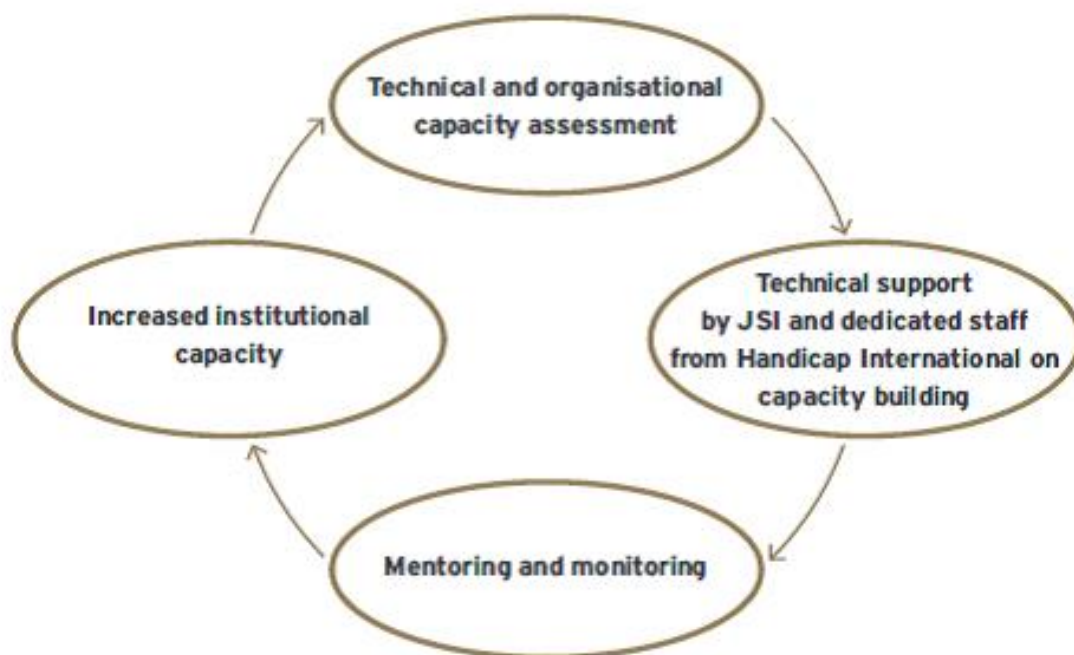 Technical and organisational
capacity assessment
Technical support
by JSI and dedicated staff
from Handicap International on
capacity building
Mentoring and monitoring
Increased institutional
capacity